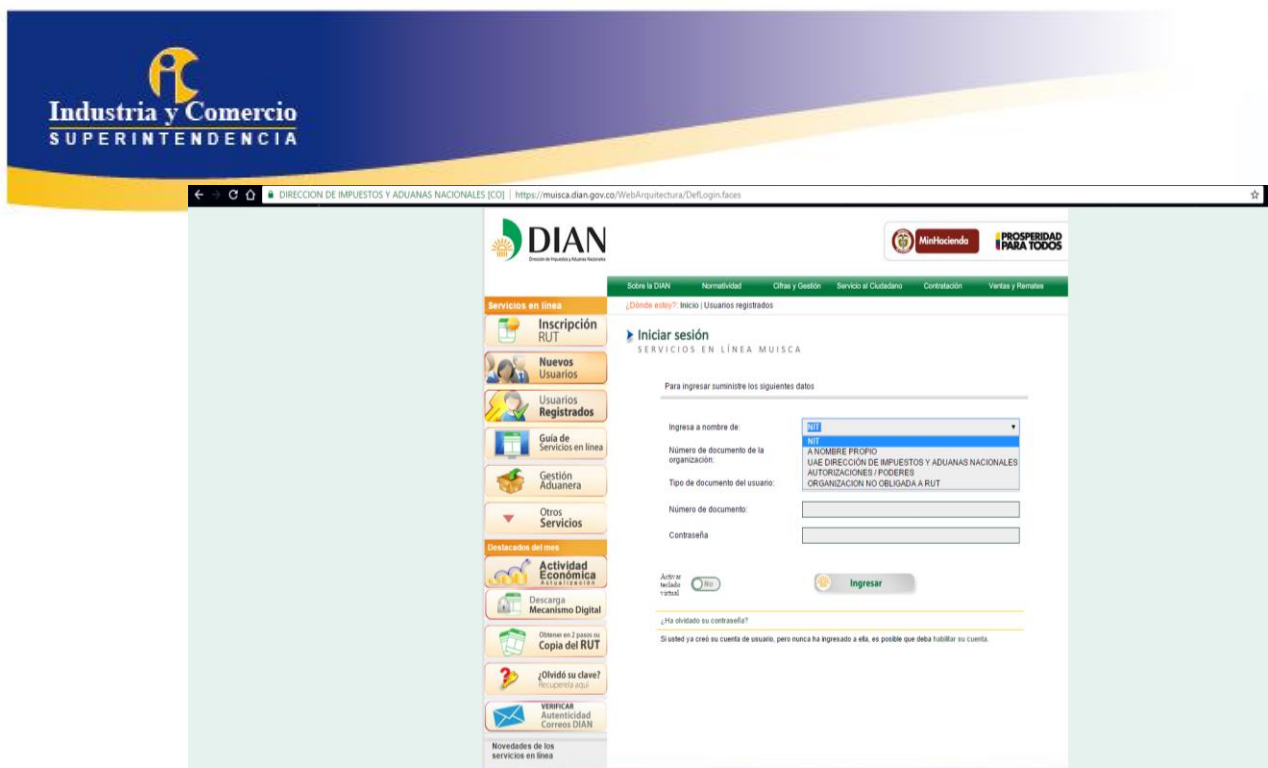 Industria y Comercio
SUPERINTENDENCIA
DIRECCION DE IMPUESTOS Y ADUANAS NACIONALES [CO] | https://muisca.dian.gov.co/WebArquitectura/DefLogin.faces
DIAN
Dirección de Impuestos y Aduanas Nacionales
MinHacienda
PROSPERIDAD
PARA TODOS
Sobre la DIAN Normatividad Cifras y Gestión Servicio al Ciudadano Contratación Ventas y Remates
Servicios en línea
Inscripción
RUT
Nuevos
Usuarios
Usuarios
Registrados
Guía de
Servicios en línea
Gestión
Aduanera
Otros
Servicios
Destacados del mes
Actividad
Económica
Actualización
Descarga
Mecanismo Digital
Obtener en 2 pasos su
Copia del RUT
¿Olvidó su clave?
Recupérela aquí
VERIFICAR
Autenticidad
Correos DIAN
Novedades de los
servicios en línea
¿Dónde estoy?: Inicio | Usuarios registrados
Iniciar sesión
SERVICIOS EN LÍNEA MUISCA
Para ingresar suministre los siguientes datos
Ingresa a nombre de: NIT
NIT
A NOMBRE PROPIO
UAE DIRECCIÓN DE IMPUESTOS Y ADUANAS NACIONALES
AUTORIZACIONES / PODERES
ORGANIZACION NO OBLIGADA A RUT
Número de documento de la
organización:
Tipo de documento del usuario:
Número de documento:
Contraseña
Activar
teclado
virtual
No
Ingresar
¿Ha olvidado su contraseña?
Si usted ya creó su cuenta de usuario, pero nunca ha ingresado a ella, es posible que deba habilitar su cuenta.